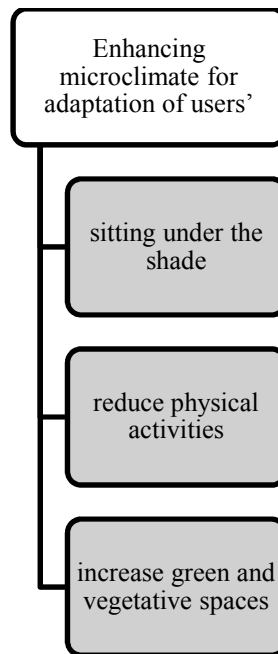 Enhancing
microclimate for
adaptation of users’
sitting under the
shade
reduce physical
activities
increase green and
vegetative spaces